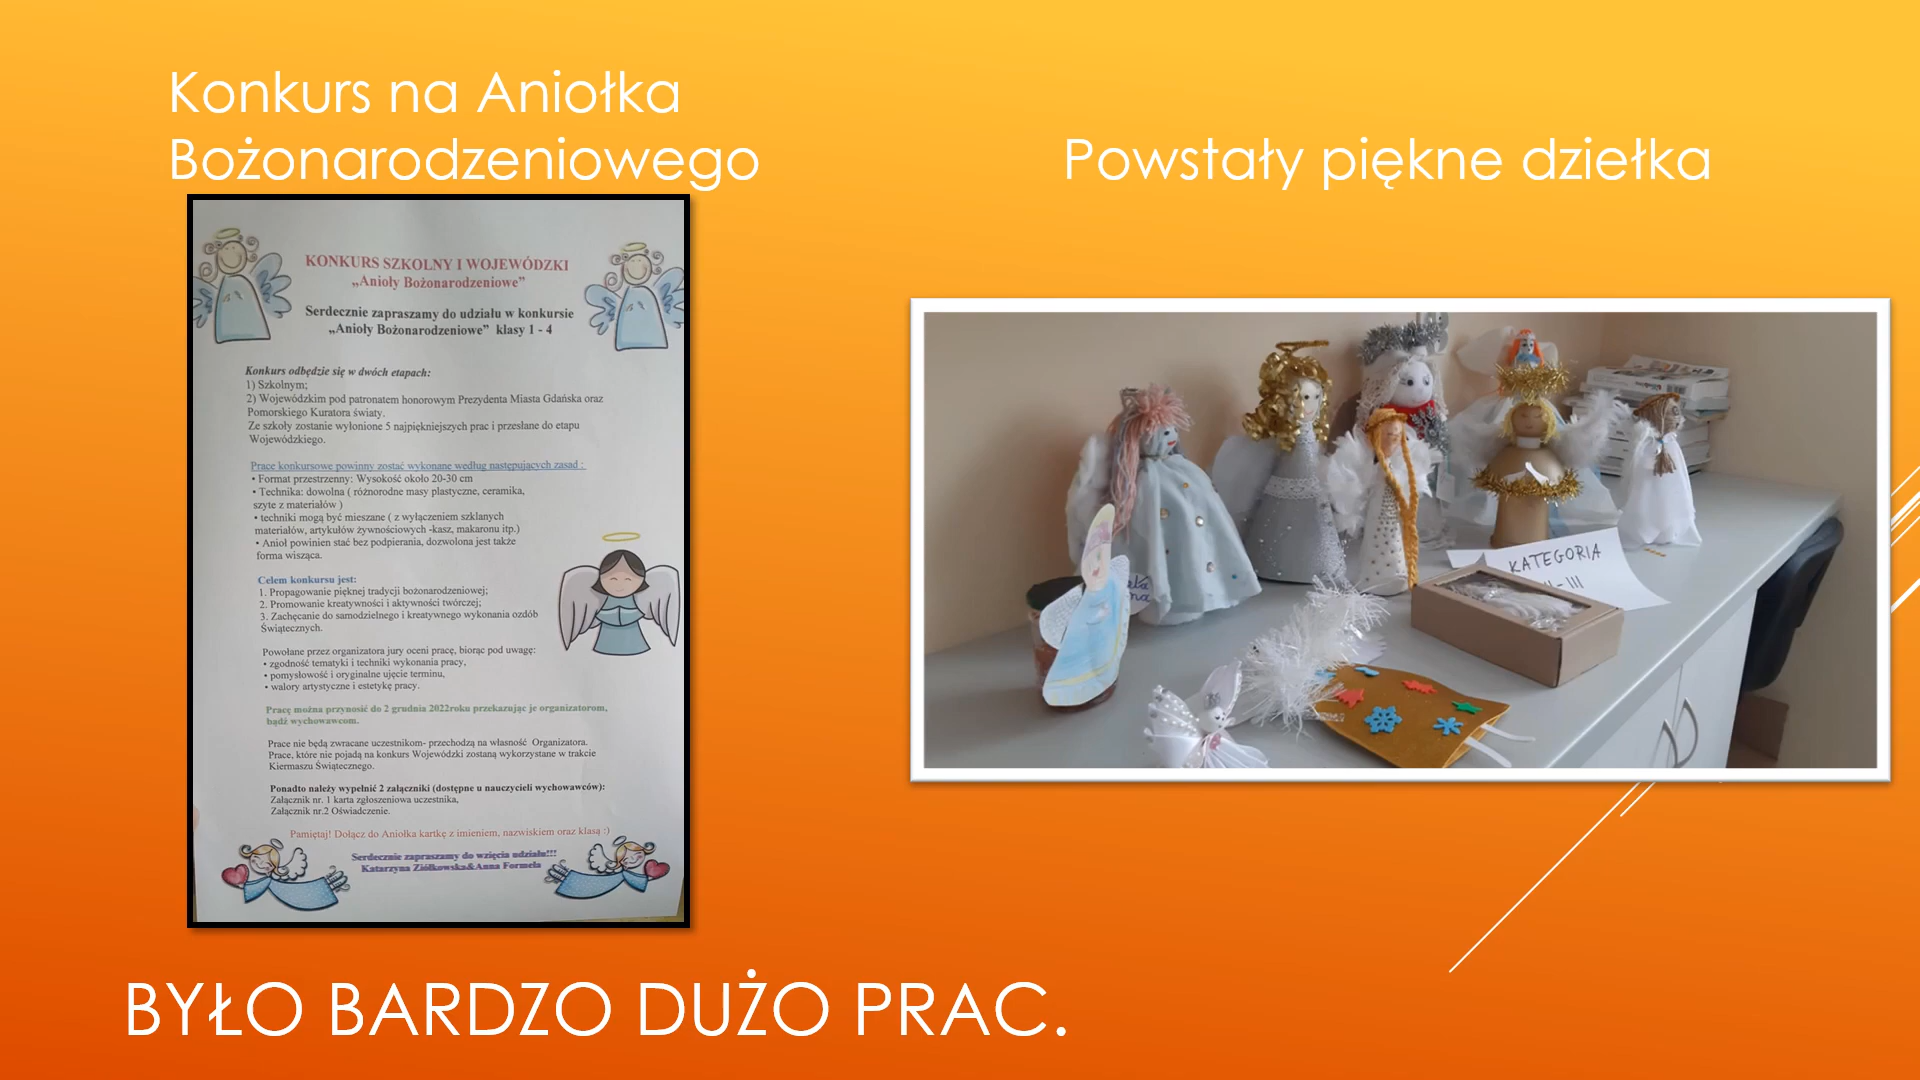 Konkurs na Aniołka
Bożonarodzeniowego
Powstały piękne dziełka
KONKURS SZKOLNY I WOJEWÓDZKI
„Anioły Bożonarodzeniowe”
Serdecznie zapraszamy do udziału w konkursie
„Anioły Bożonarodzeniowe” klasy 1 - 4
Konkurs odbędzie się w dwóch etapach:
1) Szkolnym;
2) Wojewódzkim pod patronatem honorowym Prezydenta Miasta Gdańska oraz
Pomorskiego Kuratora światy.
Ze szkoły zostanie wyłonione 5 najpiękniejszych prac i przesłane do etapu
Wojewódzkiego.
Prace konkursowe powinny zostać wykonane według następujących zasad :
• Format przestrzenny: Wysokość około 20-30 cm
• Technika: dowolna ( różnorodne masy plastyczne, ceramika,
szyte z materiałów )
• techniki mogą być mieszane ( z wyłączeniem szklanych
materiałów, artykułów żywnościowych -kasz, makaronu itp.)
• Anioł powinien stać bez podpierania, dozwolona jest także
forma wisząca.
Celem konkursu jest:
1. Propagowanie pięknej tradycji bożonarodzeniowej;
2. Promowanie kreatywności i aktywności twórczej;
3. Zachęcanie do samodzielnego i kreatywnego wykonania ozdób
Świątecznych.
Powołane przez organizatora jury oceni pracę, biorąc pod uwagę:
• zgodność tematyki i techniki wykonania pracy,
• pomysłowość i oryginalne ujęcie terminu,
• walory artystyczne i estetykę pracy.
Pracę można przynosić do 2 grudnia 2022roku przekazując je organizatorom,
bądź wychowawcom.
Prace nie będą zwracane uczestnikom- przechodzą na własność Organizatora.
Prace, które nie pojadą na konkurs Wojewódzki zostaną wykorzystane w trakcie
Kiermaszu Świątecznego.
Ponadto należy wypełnić 2 załączniki (dostępne u nauczycieli wychowawców):
Załącznik nr. 1 karta zgłoszeniowa uczestnika,
Załącznik nr.2 Oświadczenie.
Pamiętaj! Dołącz do Aniołka kartkę z imieniem, nazwiskiem oraz klasą :)
Serdecznie zapraszamy do wzięcia udziału!!!
Katarzyna Ziółkowska&Anna Formela
KATEGORIA
BYŁO BARDZO DUŻO PRAC.